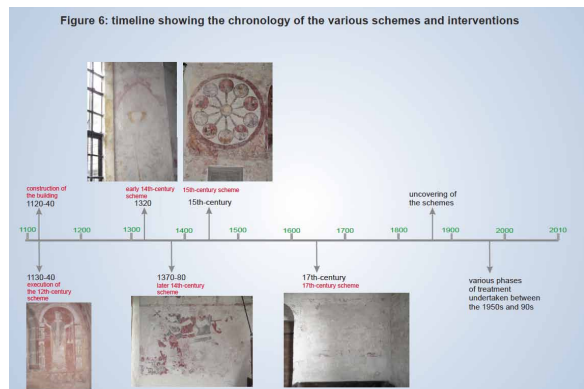 Figure 6: timeline showing the chronology of the various schemes and interventions
construction of
the building
1120-40
early 14th-century
scheme
1320
15th-century scheme
15th-century
uncovering of
the schemes
1100
1200
1300
1400
1500
1600
1700
1800
1900
2000
2010
1130-40
execution of
the 12th-century
scheme
1370-80
later 14th-century
scheme
17th-century
17th-century scheme
various phases
of treatment
undertaken between
the 1950s and 90s